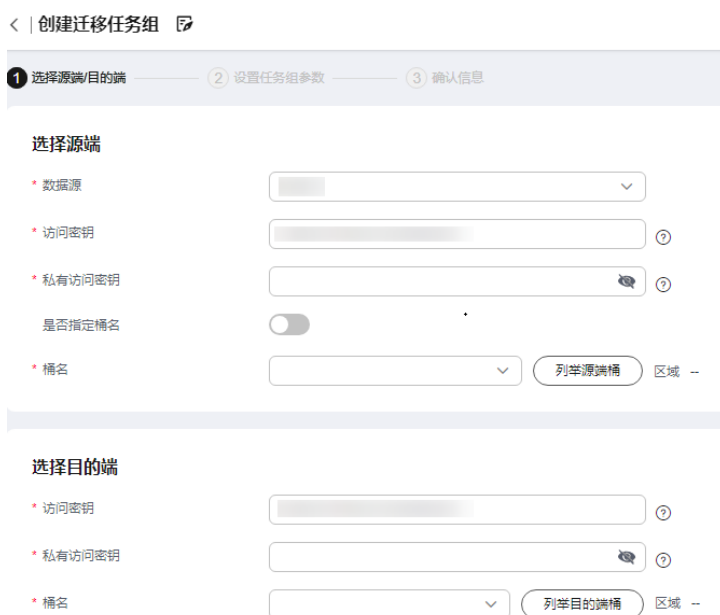 创建迁移任务组
1 选择源端/目的端 2 设置任务组参数 3 确认信息
选择源端
* 数据源
* 访问密钥
* 私有访问密钥
是否指定桶名
* 桶名 列举源端桶 区域 --
选择目的端
* 访问密钥
* 私有访问密钥
* 桶名 列举目的端桶 区域 --